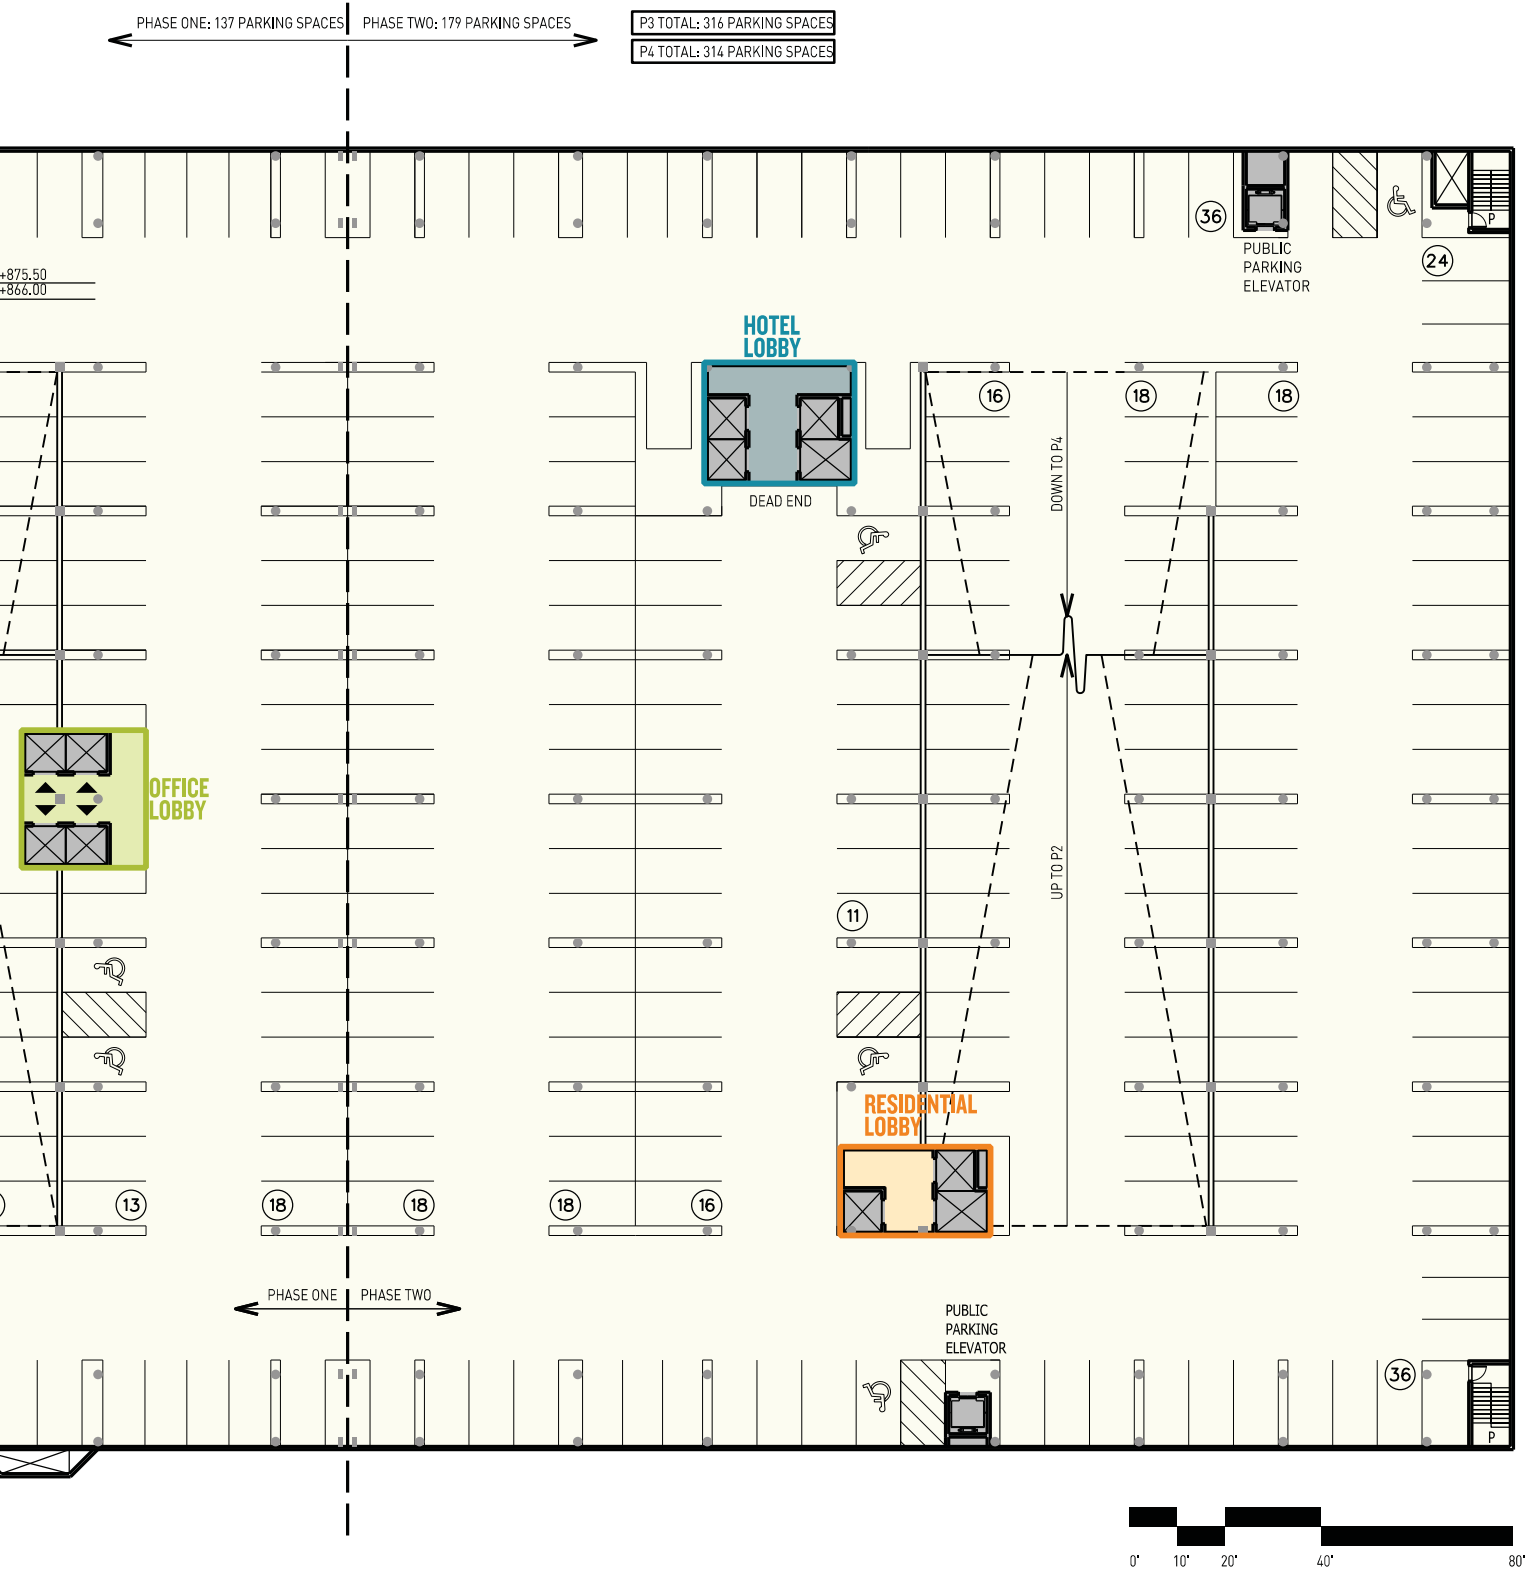 PHASE ONE: 137 PARKING SPACES
PHASE TWO: 179 PARKING SPACES
P3 TOTAL: 316 PARKING SPACES
P4 TOTAL: 314 PARKING SPACES
36
P
PUBLIC
PARKING
ELEVATOR
24
+875.50
+866.00
HOTEL
LOBBY
16
18
18
DOWN TO P4
DEAD END
OFFICE
LOBBY
UP TO P2
11
RESIDENTIAL
LOBBY
13
18
18
18
16
PHASE ONE
PHASE TWO
PUBLIC
PARKING
ELEVATOR
36
P
0'
10'
20'
40'
80'